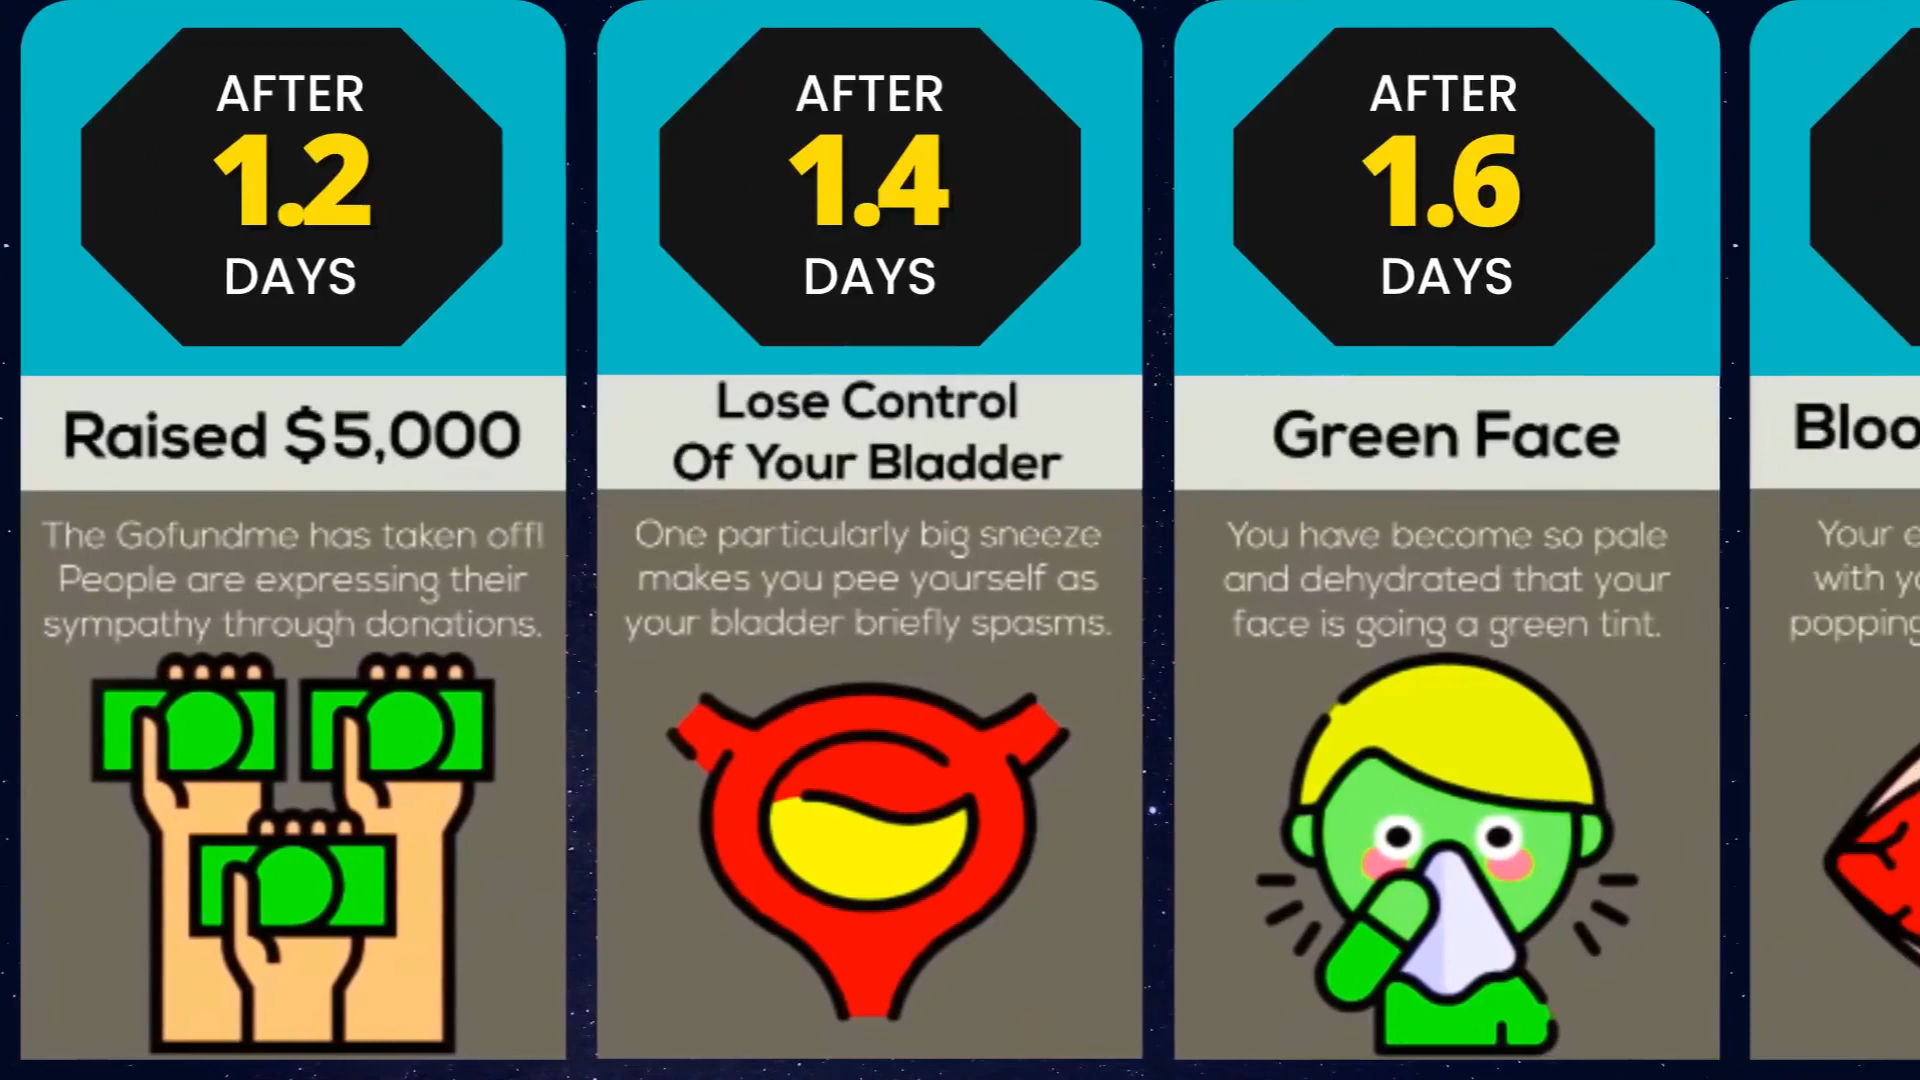 AFTER
1.2
DAYS
Raised $5,000
The Gofundme has taken off!
People are expressing their
sympathy through donations.
AFTER
1.4
DAYS
Lose Control
Of Your Bladder
One particularly big sneeze
makes you pee yourself as
your bladder briefly spasms.
AFTER
1.6
DAYS
Green Face
You have become so pale
and dehydrated that your
face is going a green tint.
Your
with
popping